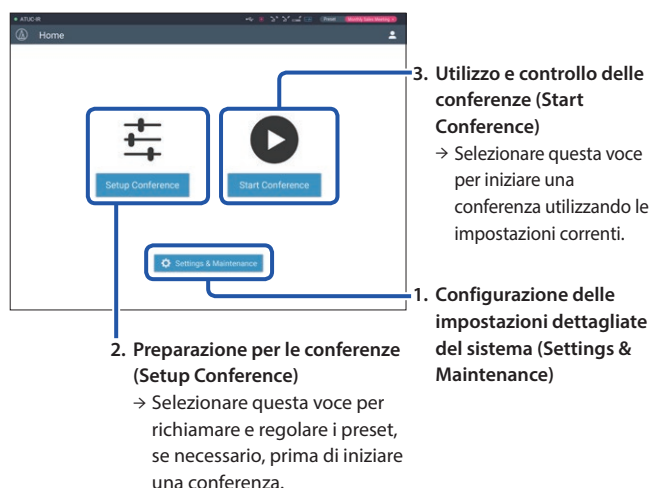 ATUC-IR
Preset
Monthly Sales Meeting
Home
Setup Conference
Start Conference
Settings & Maintenance
3. Utilizzo e controllo delle
conferenze (Start
Conference)
→ Selezionare questa voce
per iniziare una
conferenza utilizzando le
impostazioni correnti.
1. Configurazione delle
impostazioni dettagliate
del sistema (Settings &
Maintenance)
2. Preparazione per le conferenze
(Setup Conference)
→ Selezionare questa voce per
richiamare e regolare i preset,
se necessario, prima di iniziare
una conferenza.